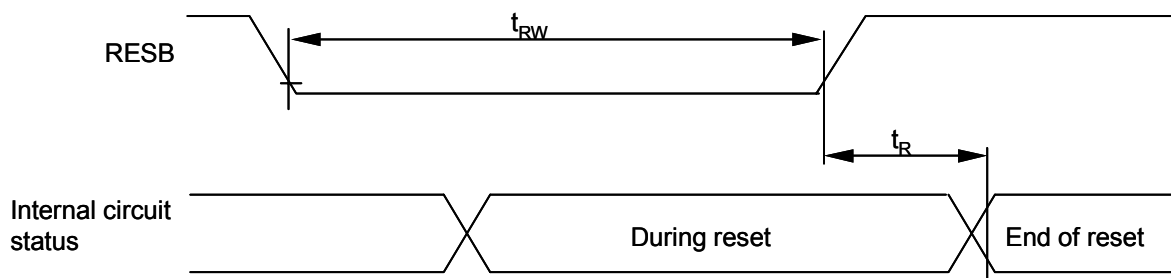 RESB
tRW
tR
Internal circuit
status
During reset
End of reset